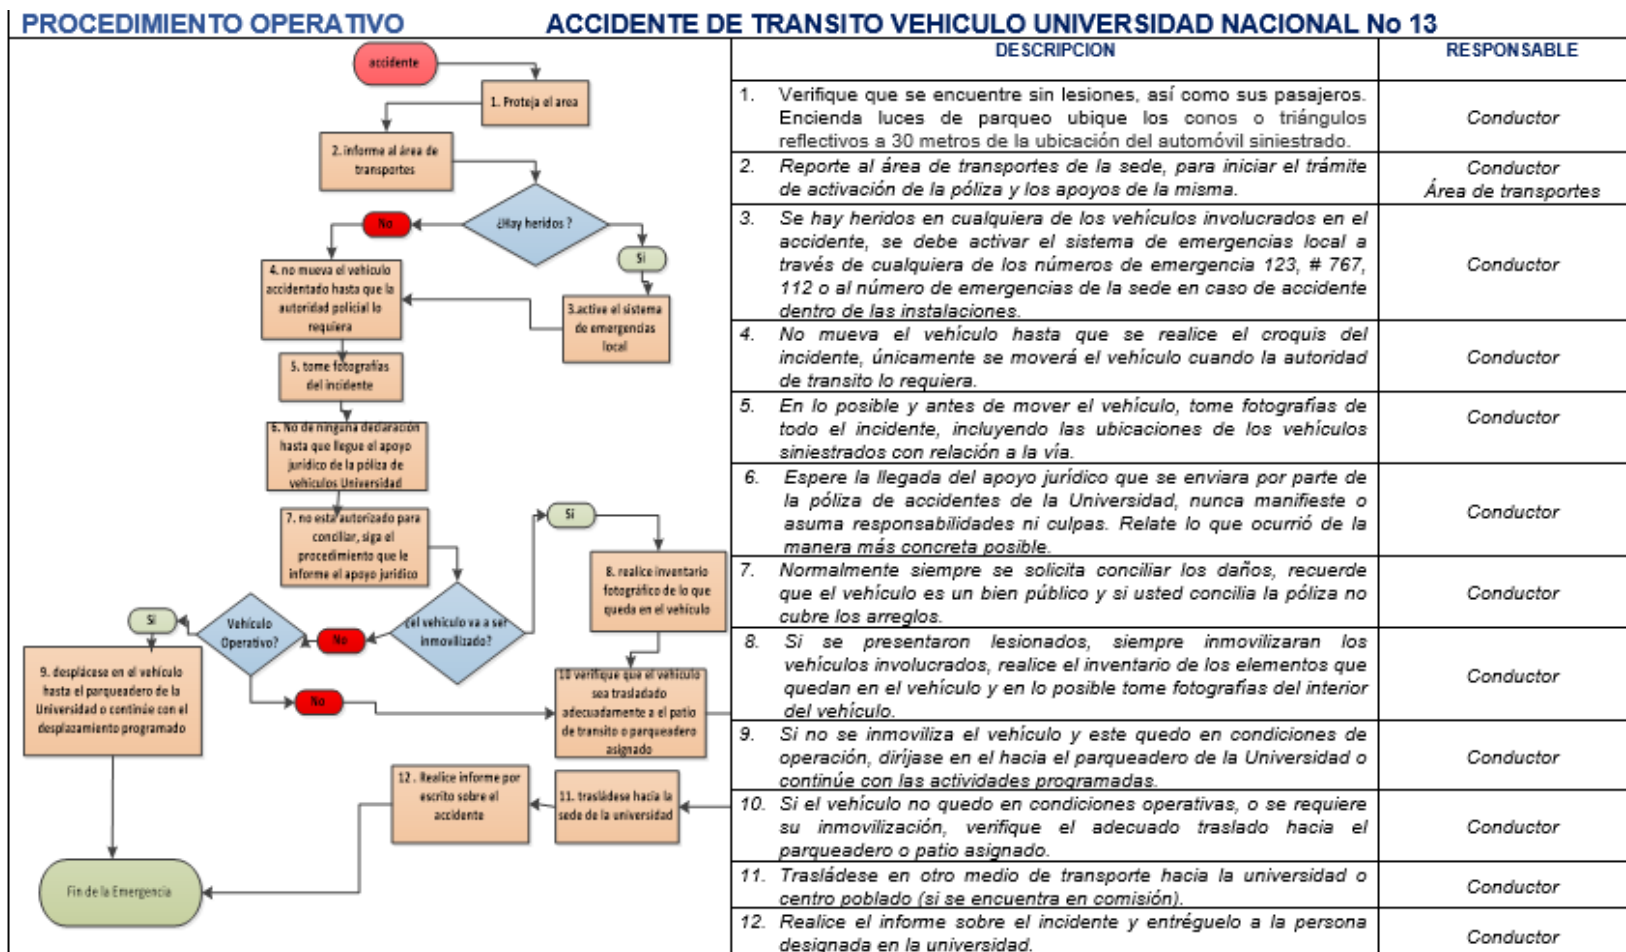 PROCEDIMIENTO OPERATIVO
ACCIDENTE DE TRANSITO VEHICULO UNIVERSIDAD NACIONAL No 13
accidente
1. Proteja el area
2. informe al área de
transportes
¿Hay heridos ?
No
Si
4. no mueva el vehiculo
accidentado hasta que la
autoridad policial lo
requiera
3.active el sistema
de emergencias
local
5. tome fotografías
del incidente
6. No de ninguna declaración
hasta que llegue el apoyo
jurídico de la póliza de
vehículos Universidad
7. no esta autorizado para
conciliar, siga el
procedimiento que le
informe el apoyo jurídico
Si
8. realice inventario
fotográfico de lo que
queda en el vehículo
¿el vehículo va a ser
inmovilizado?
No
Vehículo
Operativo?
Si
No
9. desplácese en el vehículo
hasta el parqueadero de la
Universidad o continúe con el
desplazamiento programado
10 verifique que el vehículo
sea trasladado
adecuadamente a el patio
de transito o parqueadero
asignado
11. trasládese hacia la
sede de la universidad
12 . Realice informe por
escrito sobre el
accidente
Fin de la Emergencia
DESCRIPCION
RESPONSABLE
1. Verifique que se encuentre sin lesiones, así como sus pasajeros.
Encienda luces de parqueo ubique los conos o triángulos
reflectivos a 30 metros de la ubicación del automóvil siniestrado.
Conductor
2. Reporte al área de transportes de la sede, para iniciar el trámite
de activación de la póliza y los apoyos de la misma.
Conductor
Área de transportes
3. Se hay heridos en cualquiera de los vehículos involucrados en el
accidente, se debe activar el sistema de emergencias local a
través de cualquiera de los números de emergencia 123, # 767,
112 o al número de emergencias de la sede en caso de accidente
dentro de las instalaciones.
Conductor
4. No mueva el vehículo hasta que se realice el croquis del
incidente, únicamente se moverá el vehículo cuando la autoridad
de transito lo requiera.
Conductor
5. En lo posible y antes de mover el vehículo, tome fotografías de
todo el incidente, incluyendo las ubicaciones de los vehículos
siniestrados con relación a la vía.
Conductor
6. Espere la llegada del apoyo jurídico que se enviara por parte de
la póliza de accidentes de la Universidad, nunca manifieste o
asuma responsabilidades ni culpas. Relate lo que ocurrió de la
manera más concreta posible.
Conductor
7. Normalmente siempre se solicita conciliar los daños, recuerde
que el vehículo es un bien público y si usted concilia la póliza no
cubre los arreglos.
Conductor
8. Si se presentaron lesionados, siempre inmovilizaran los
vehículos involucrados, realice el inventario de los elementos que
quedan en el vehículo y en lo posible tome fotografías del interior
del vehículo.
Conductor
9. Si no se inmoviliza el vehículo y este quedo en condiciones de
operación, diríjase en el hacia el parqueadero de la Universidad o
continúe con las actividades programadas.
Conductor
10. Si el vehículo no quedo en condiciones operativas, o se requiere
su inmovilización, verifique el adecuado traslado hacia el
parqueadero o patio asignado.
Conductor
11. Trasládese en otro medio de transporte hacia la universidad o
centro poblado (si se encuentra en comisión).
Conductor
12. Realice el informe sobre el incidente y entréguelo a la persona
designada en la universidad.
Conductor